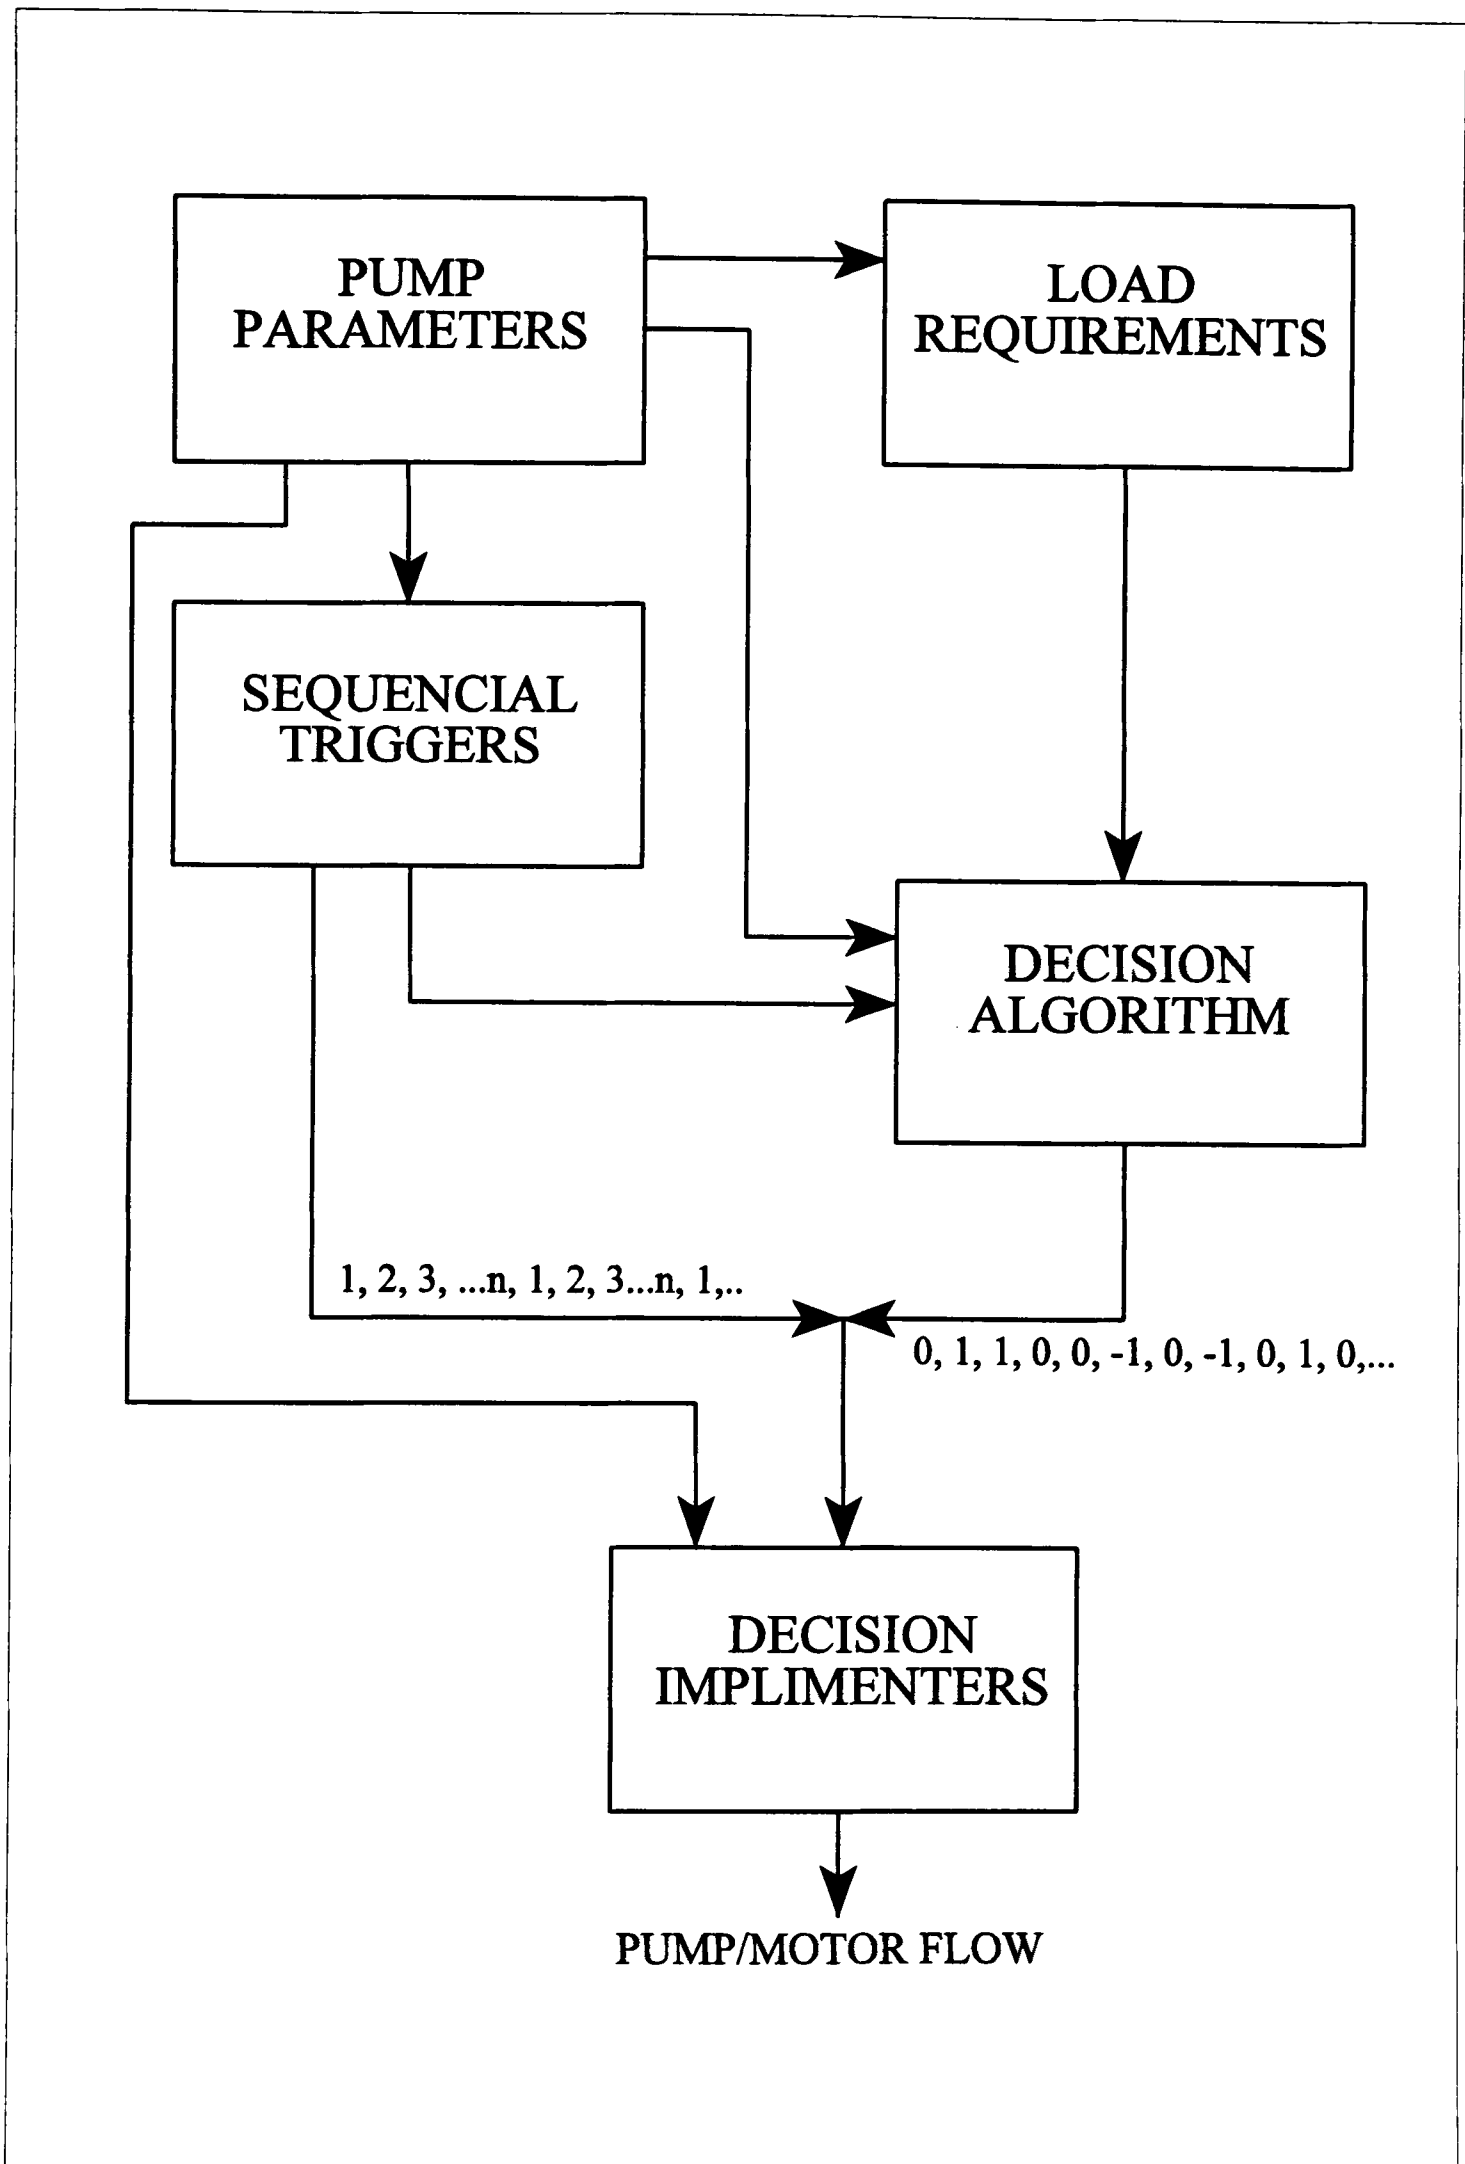 PUMP
PARAMETERS
LOAD
REQUIREMENTS
SEQUENCIAL
TRIGGERS
DECISION
ALGORITHM
1, 2, 3, ...n, 1, 2, 3...n, 1,..
0, 1, 1, 0, 0, -1, 0, -1, 0, 1, 0,...
DECISION
IMPLIMENTERS
PUMP/MOTOR FLOW